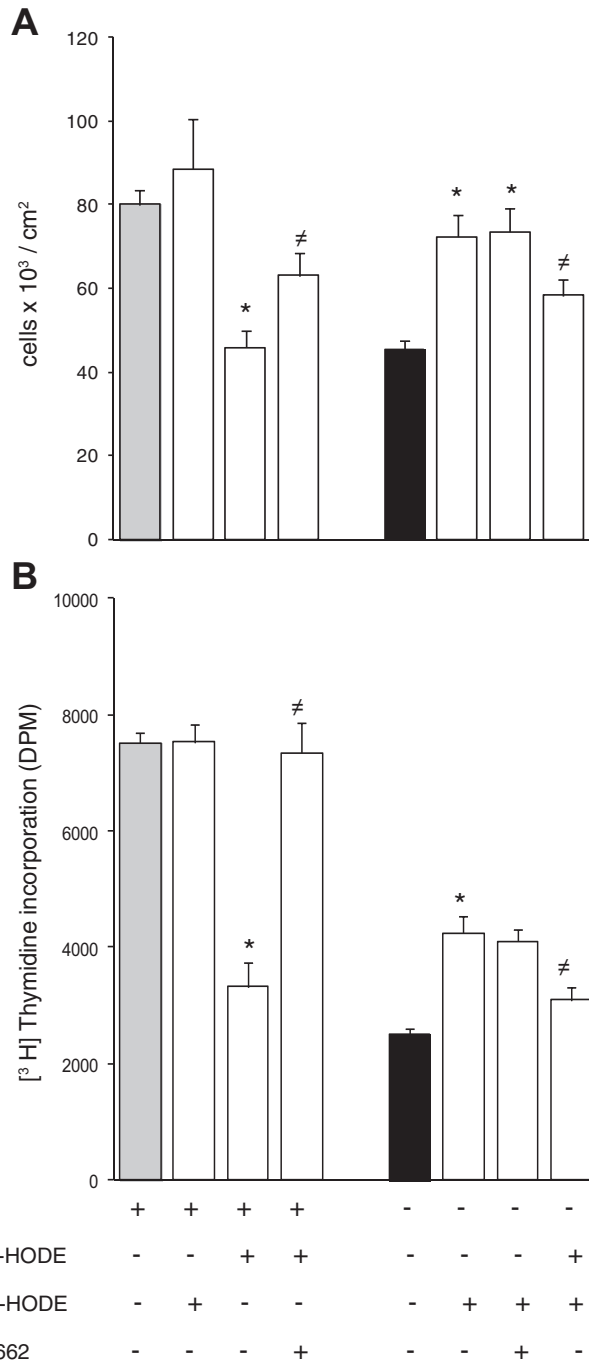 A
120
100
80
60
40
20
0
cells x 10³ / cm²
* ≠ * * ≠
B
10000
8000
6000
4000
2000
0
[³ H] Thymidine incorporation (DPM)
* ≠ * ≠
+ + + + - - - -
-HODE - - + + - - - +
-HODE - + - - - + + +
662 - - - + - - + -